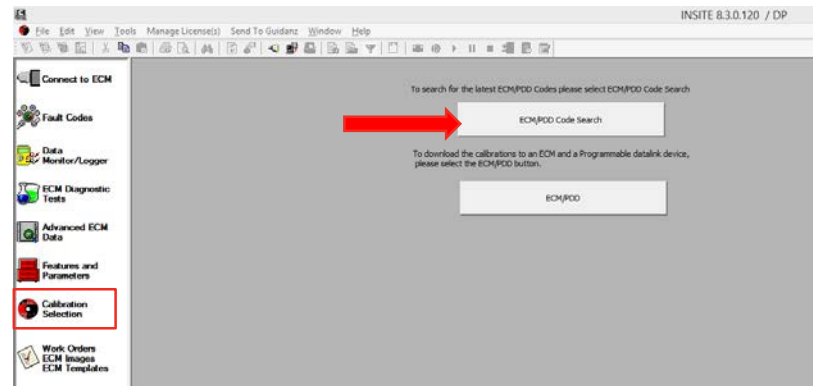 INSITE 8.3.0.120 / DP
File Edit View Tools Manage License(s) Send To Guidanz Window Help
Connect to ECM
To search for the latest ECM/PDD Codes please select ECM/PDD Code Search
Fault Codes
ECM/PDD Code Search
Data
Monitor/Logger
To download the calibrations to an ECM and a Programmable datalink device,
please select the ECM/PDD button.
ECM Diagnostic
Tests
ECM/PDD
Advanced ECM
Data
Features and
Parameters
Calibration
Selection
Work Orders
ECM Images
ECM Templates